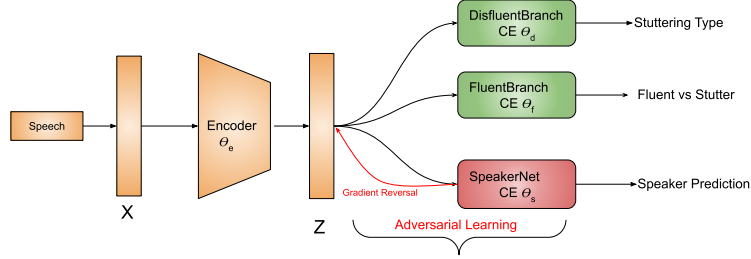 DisfluentBranch
CE Θd
Stuttering Type
FluentBranch
CE Θf
Fluent vs Stutter
Speech
Encoder
Θe
SpeakerNet
CE Θs
Speaker Prediction
Gradient Reversal
X
Z
Adversarial Learning